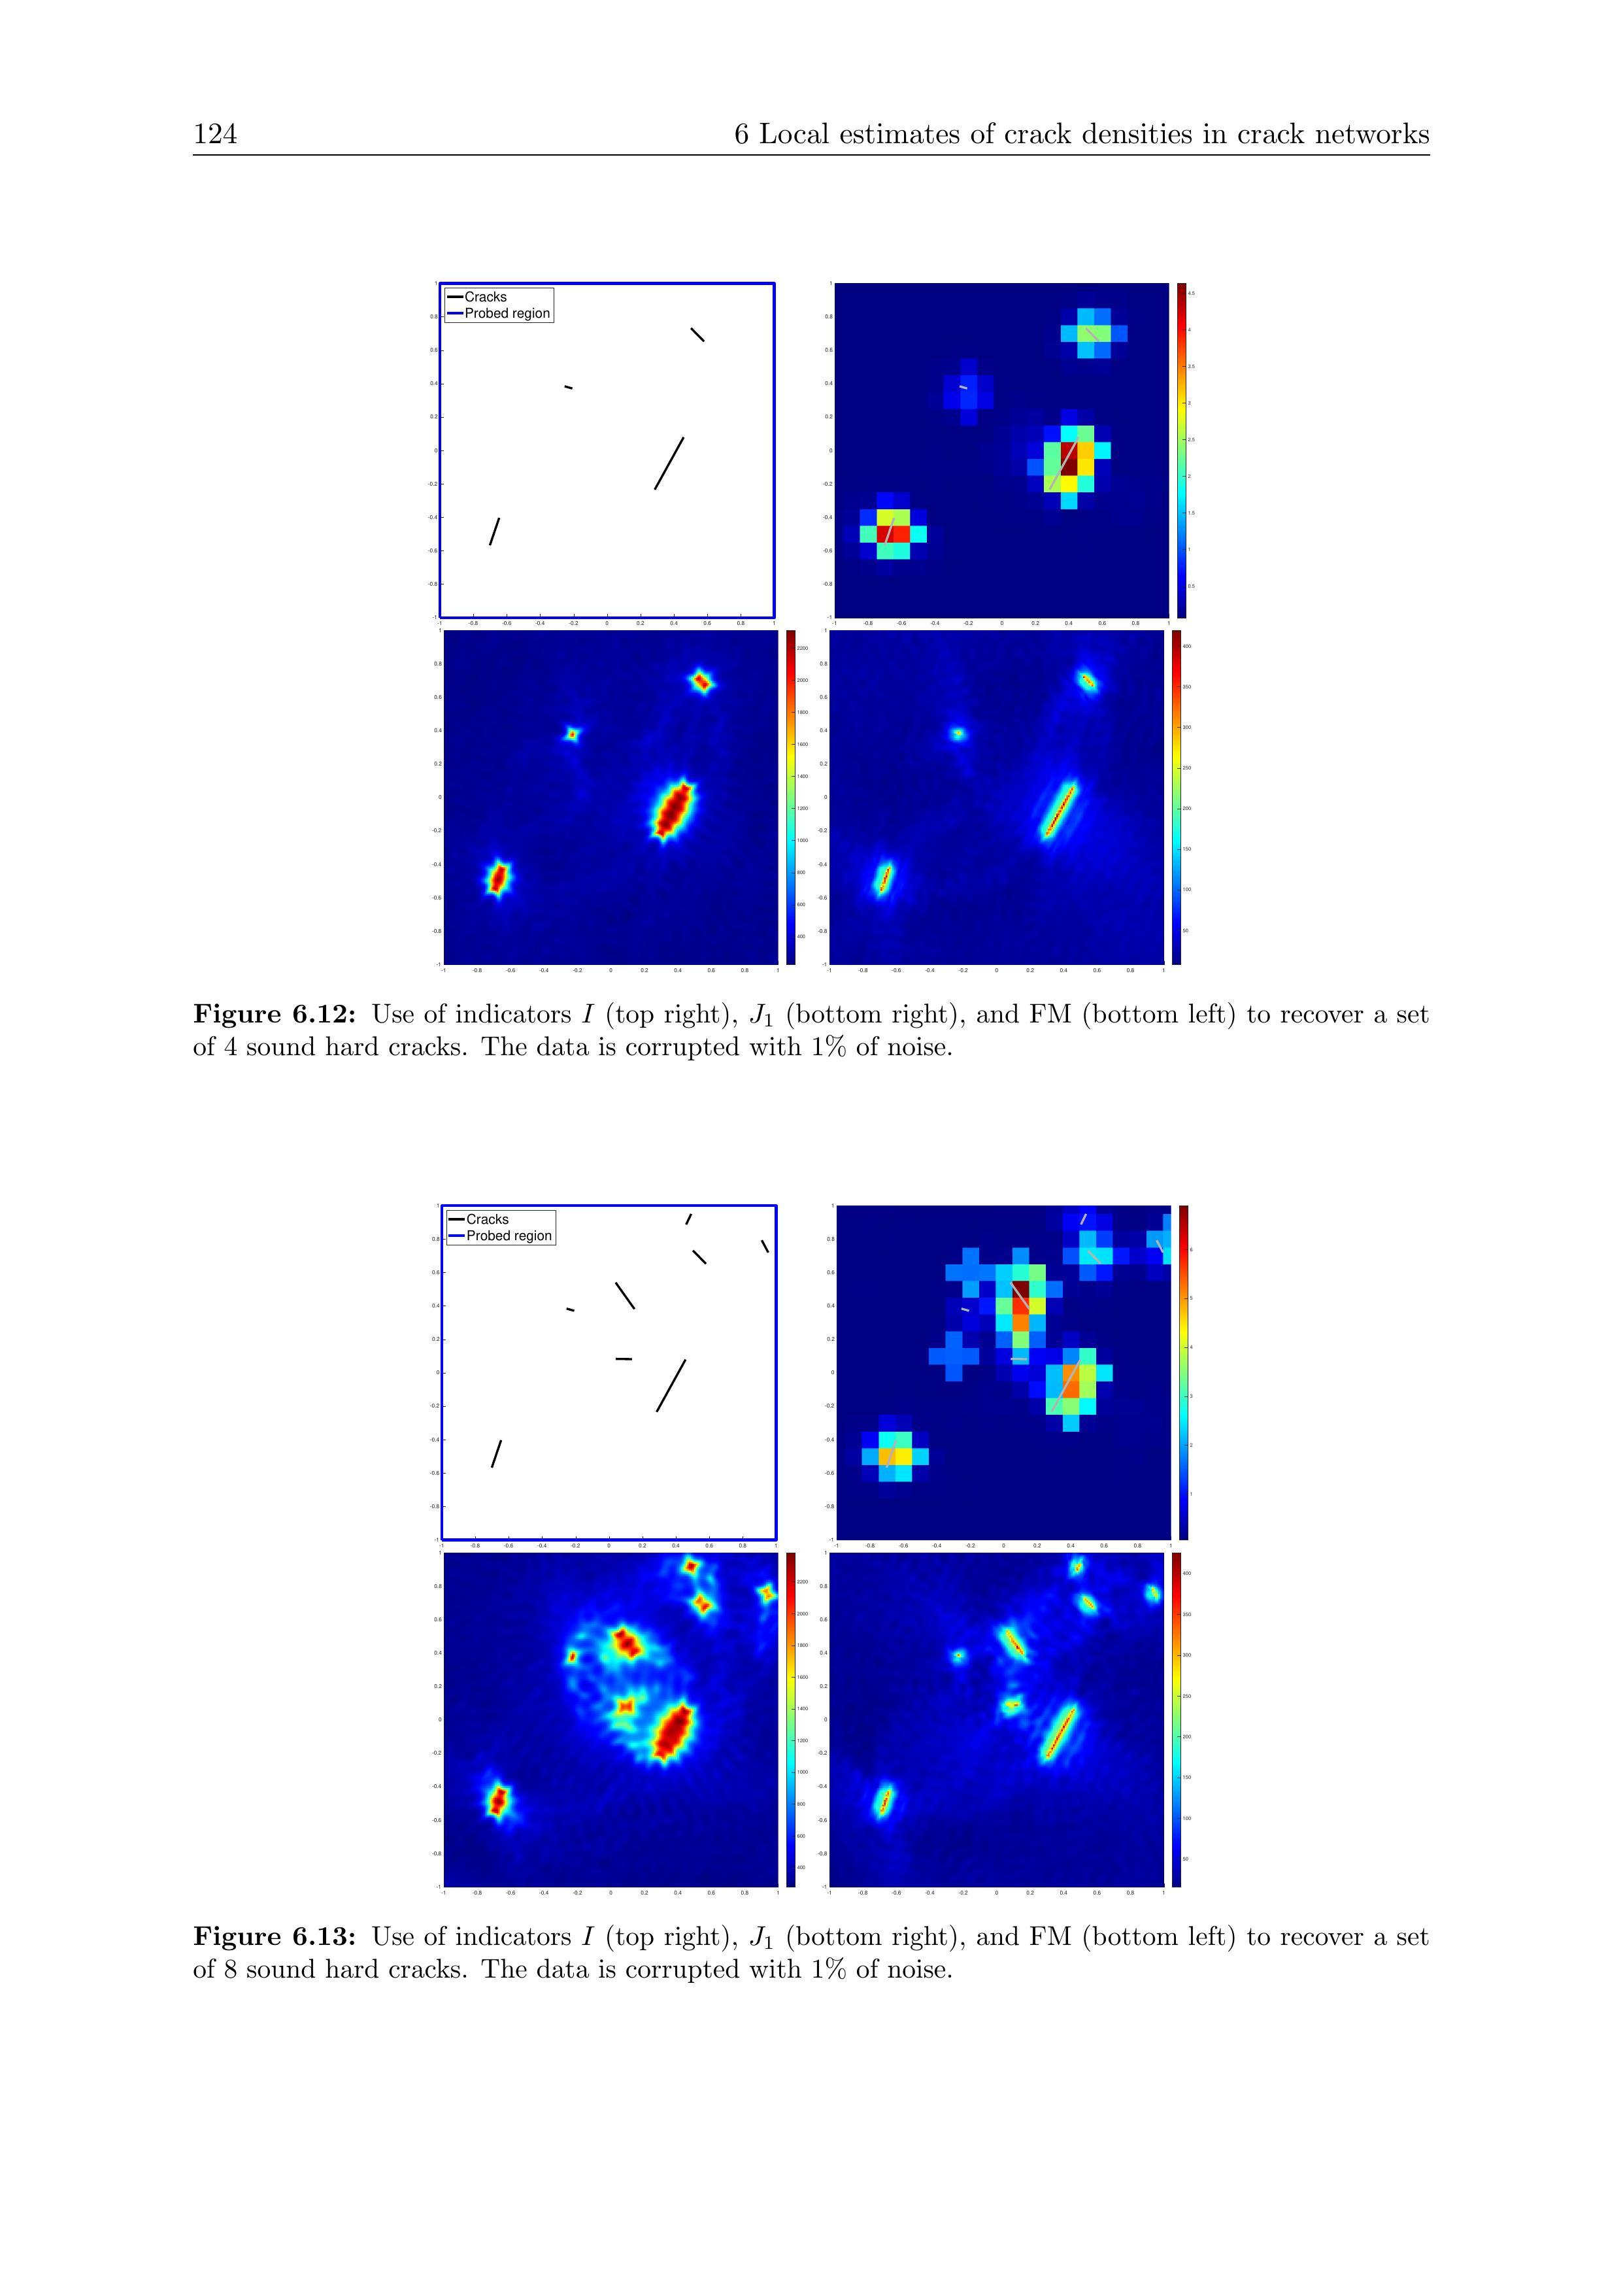 124
6 Local estimates of crack densities in crack networks
Cracks
Probed region
Figure 6.12: Use of indicators I (top right), J₁ (bottom right), and FM (bottom left) to recover a set
of 4 sound hard cracks. The data is corrupted with 1% of noise.
Cracks
Probed region
Figure 6.13: Use of indicators I (top right), J₁ (bottom right), and FM (bottom left) to recover a set
of 8 sound hard cracks. The data is corrupted with 1% of noise.